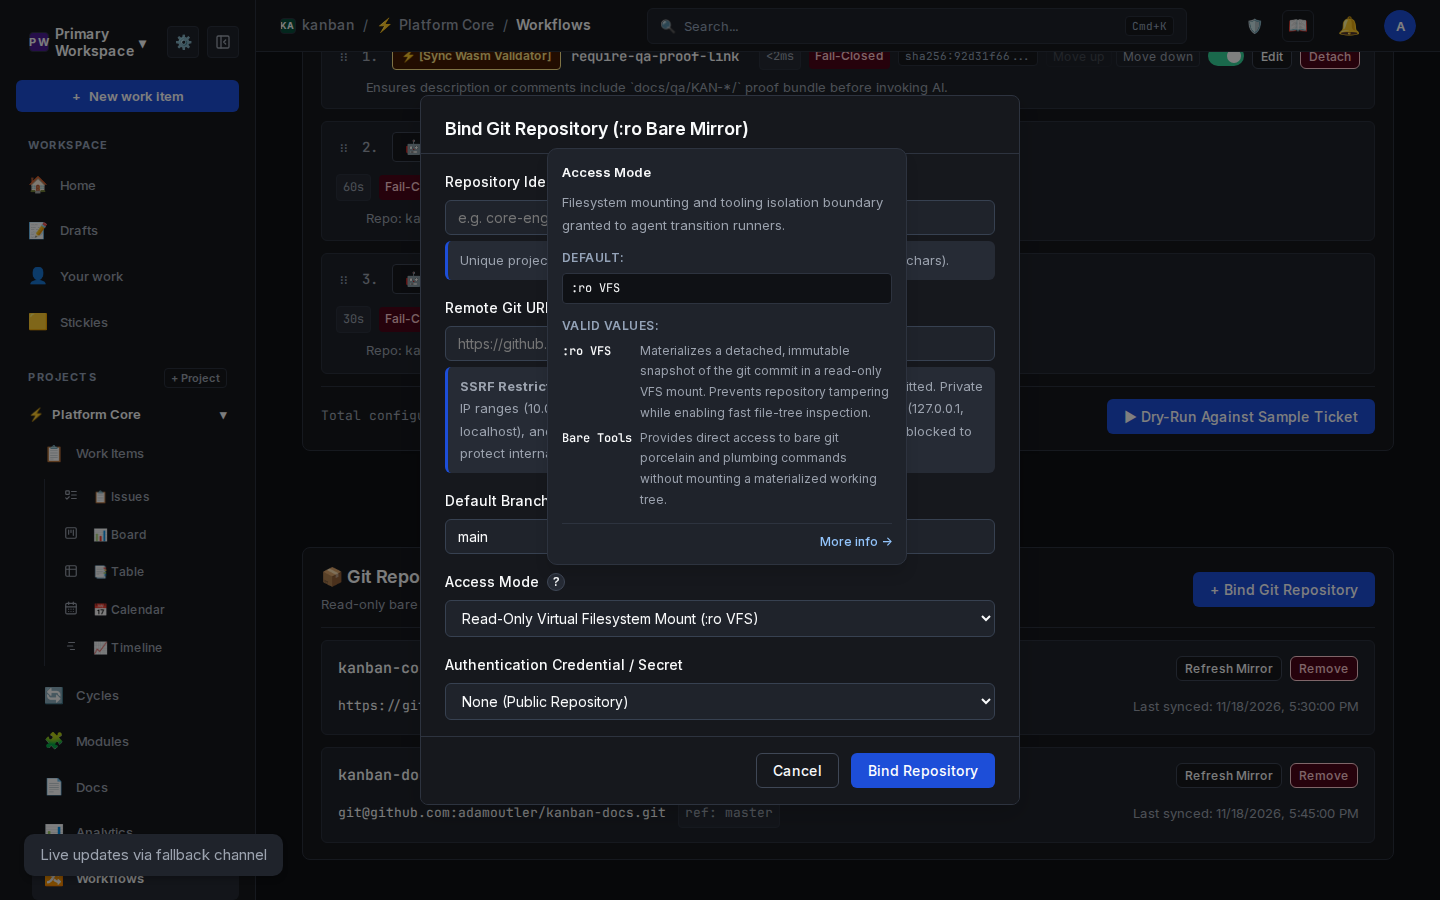 PW
Primary
Workspace ▾
+ New work item
WORKSPACE
Home
Drafts
Your work
Stickies
PROJECTS
+ Project
Platform Core ▾
Work Items
Issues
Board
Table
Calendar
Timeline
Cycles
Modules
Docs
Analytics
Workflows
Live updates via fallback channel
KA kanban / ⚡ Platform Core / Workflows
Search...
Cmd+K
A
1. ⚡ [Sync Wasm Validator] require-qa-proof-link <2ms Fail-Closed sha256:92d31f66... Move up Move down Edit Detach
Ensures description or comments include `docs/qa/KAN-*/` proof bundle before invoking AI.
2.
60s Fail-C
Repo: ka
3.
30s Fail-C
Repo: ka
Total configu
▶ Dry-Run Against Sample Ticket
Git Repo
Read-only bare
+ Bind Git Repository
kanban-co
Refresh Mirror Remove
https://git
Last synced: 11/18/2026, 5:30:00 PM
kanban-do
Refresh Mirror Remove
git@github.com:adamoutler/kanban-docs.git ref: master
Last synced: 11/18/2026, 5:45:00 PM
Bind Git Repository (:ro Bare Mirror)
Repository Ide
e.g. core-eng
Unique projec
chars).
Remote Git URL
https://github.
SSRF Restrict
itted. Private
IP ranges (10.0
(127.0.0.1,
localhost), and
blocked to
protect interna
Default Branch
main
Access Mode ?
Read-Only Virtual Filesystem Mount (:ro VFS)
Authentication Credential / Secret
None (Public Repository)
Cancel
Bind Repository
Access Mode
Filesystem mounting and tooling isolation boundary
granted to agent transition runners.
DEFAULT:
:ro VFS
VALID VALUES:
:ro VFS Materializes a detached, immutable
snapshot of the git commit in a read-only
VFS mount. Prevents repository tampering
while enabling fast file-tree inspection.
Bare Tools Provides direct access to bare git
porcelain and plumbing commands
without mounting a materialized working
tree.
More info →